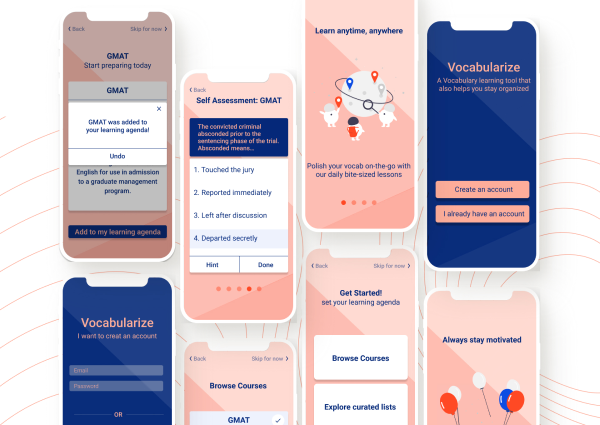 Back
Skip for now
GMAT
Start preparing today
GMAT
GMAT was added to
your learning agenda!
Undo
English for use in admission
to a graduate management
program.
Add to my learning agenda
Back
Self Assessment: GMAT
The convicted criminal
absconded prior to the
sentencing phase of the trial.
Absconded means...
1. Touched the jury
2. Reported immediately
3. Left after discussion
4. Departed secretly
Hint
Done
Learn anytime, anywhere
Polish your vocab on-the-go with
our daily bite-sized lessons
Vocabularize
A Vocabulary learning tool that
also helps you stay organized
Create an account
I already have an account
Vocabularize
I want to creat an account
Email
Password
OR
Back
Skip for now
Browse Courses
GMAT
Back
Skip for now
Get Started!
set your learning agenda
Browse Courses
Explore curated lists
Always stay motivated